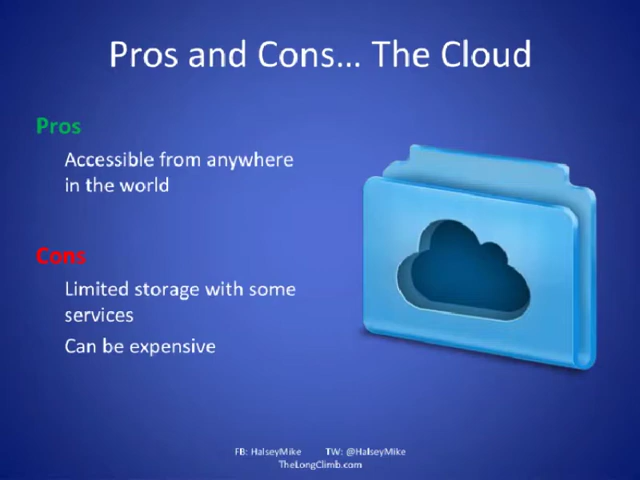 Pros and Cons... The Cloud
Pros
Accessible from anywhere
in the world
Cons
Limited storage with some
services
Can be expensive
FB: HalseyMike TW: @HalseyMike
TheLongClimb.com